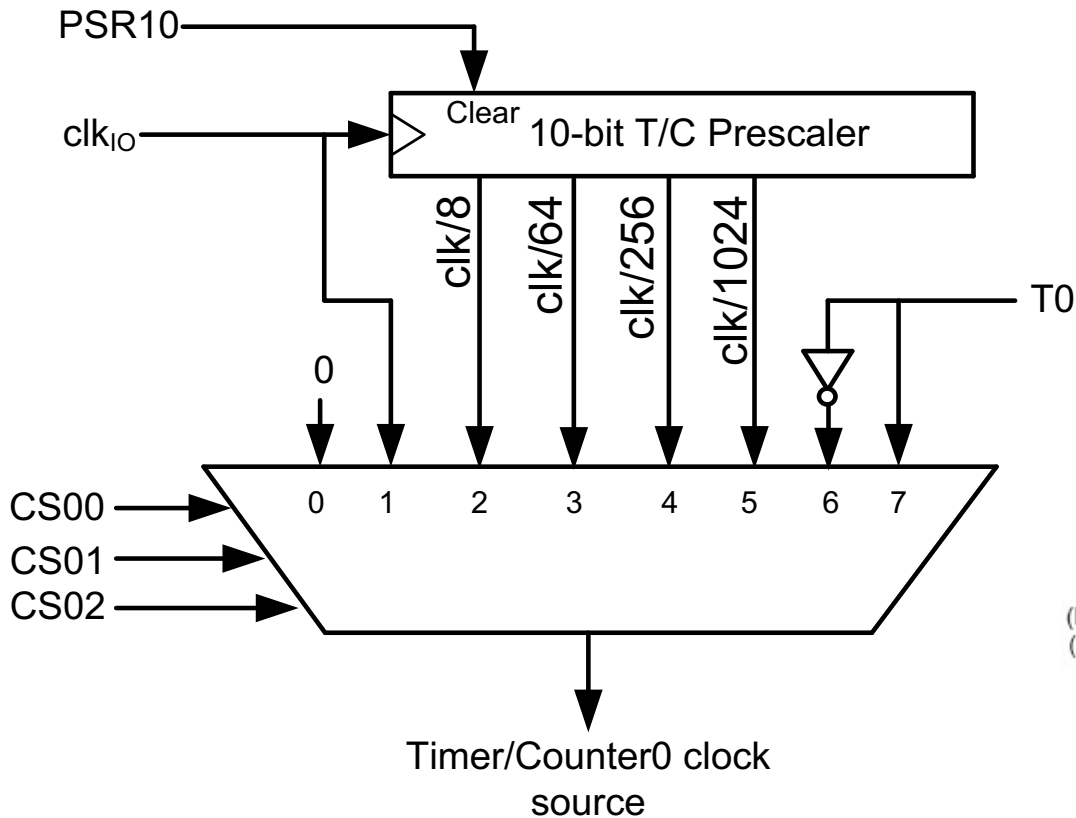 PSR10
clk_IO
Clear
10-bit T/C Prescaler
clk/8
clk/64
clk/256
clk/1024
T0
0
0 1 2 3 4 5 6 7
CS00
CS01
CS02
Timer/Counter0 clock
source